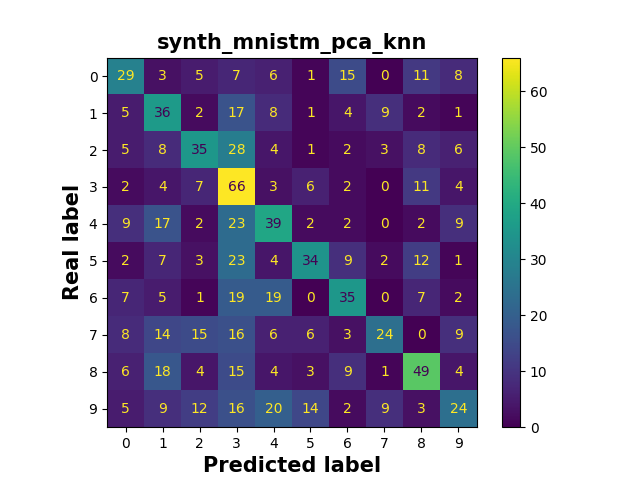 synth_mnistm_pca_knn
Real label
0 29 3 5 7 6 1 15 0 11 8
1 5 36 2 17 8 1 4 9 2 1
2 5 8 35 28 4 1 2 3 8 6
3 2 4 7 66 3 6 2 0 11 4
4 9 17 2 23 39 2 2 0 2 9
5 2 7 3 23 4 34 9 2 12 1
6 7 5 1 19 19 0 35 0 7 2
7 8 14 15 16 6 6 3 24 0 9
8 6 18 4 15 4 3 9 1 49 4
9 5 9 12 16 20 14 2 9 3 24
0 1 2 3 4 5 6 7 8 9
Predicted label
60
50
40
30
20
10
0